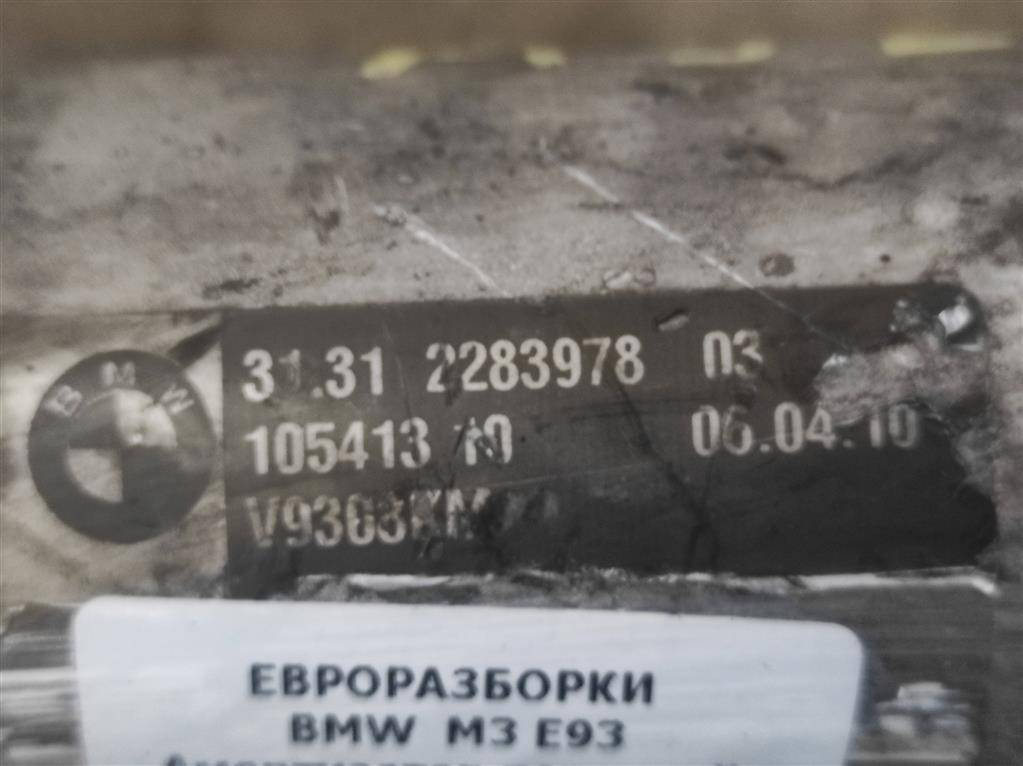 BMW
31.31 2283978 03
105413 10 06.04.10
ЕВРОРАЗБОРКИ
BMW M3 E93